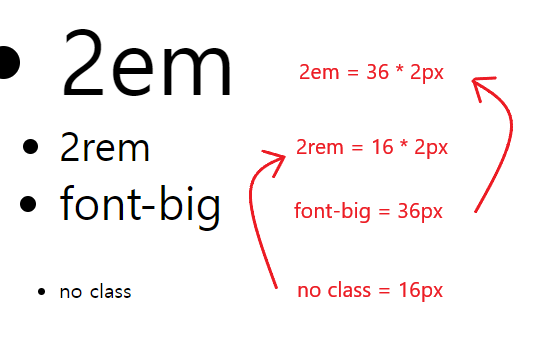 2em
2em = 36 * 2px
2rem
2rem = 16 * 2px
font-big
font-big = 36px
no class
no class = 16px